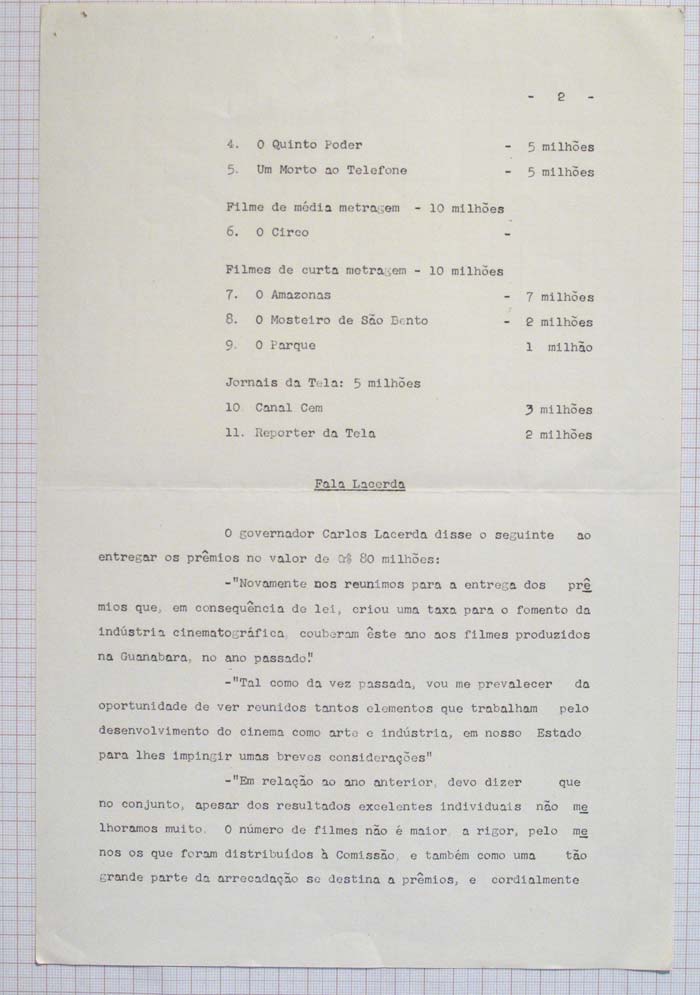 - 2 -
4. O Quinto Poder - 5 milhões
5. Um Morto ao Telefone - 5 milhões
Filme de média metragem - 10 milhões
6. O Circo -
Filmes de curta metragem - 10 milhões
7. O Amazonas - 7 milhões
8. O Mosteiro de São Bento - 2 milhões
9. O Parque 1 milhão
Jornais da Tela: 5 milhões
10. Canal Cem 3 milhões
11. Reporter da Tela 2 milhões
Fala Lacerda
O governador Carlos Lacerda disse o seguinte ao
entregar os prêmios no valor de Cr$ 80 milhões:
-"Novamente nos reunimos para a entrega dos prê
mios que, em consequência de lei, criou uma taxa para o fomento da
indústria cinematográfica, couberam êste ano aos filmes produzidos
na Guanabara, no ano passado."
-"Tal como da vez passada, vou me prevalecer da
oportunidade de ver reunidos tantos elementos que trabalham pelo
desenvolvimento do cinema como arte e indústria, em nosso Estado
para lhes impingir umas breves considerações"
-"Em relação ao ano anterior, devo dizer que
no conjunto, apesar dos resultados excelentes individuais não me
lhoramos muito. O número de filmes não é maior, a rigor, pelo me
nos os que foram distribuídos à Comissão, e também como uma tão
grande parte da arrecadação se destina a prêmios, e cordialmente